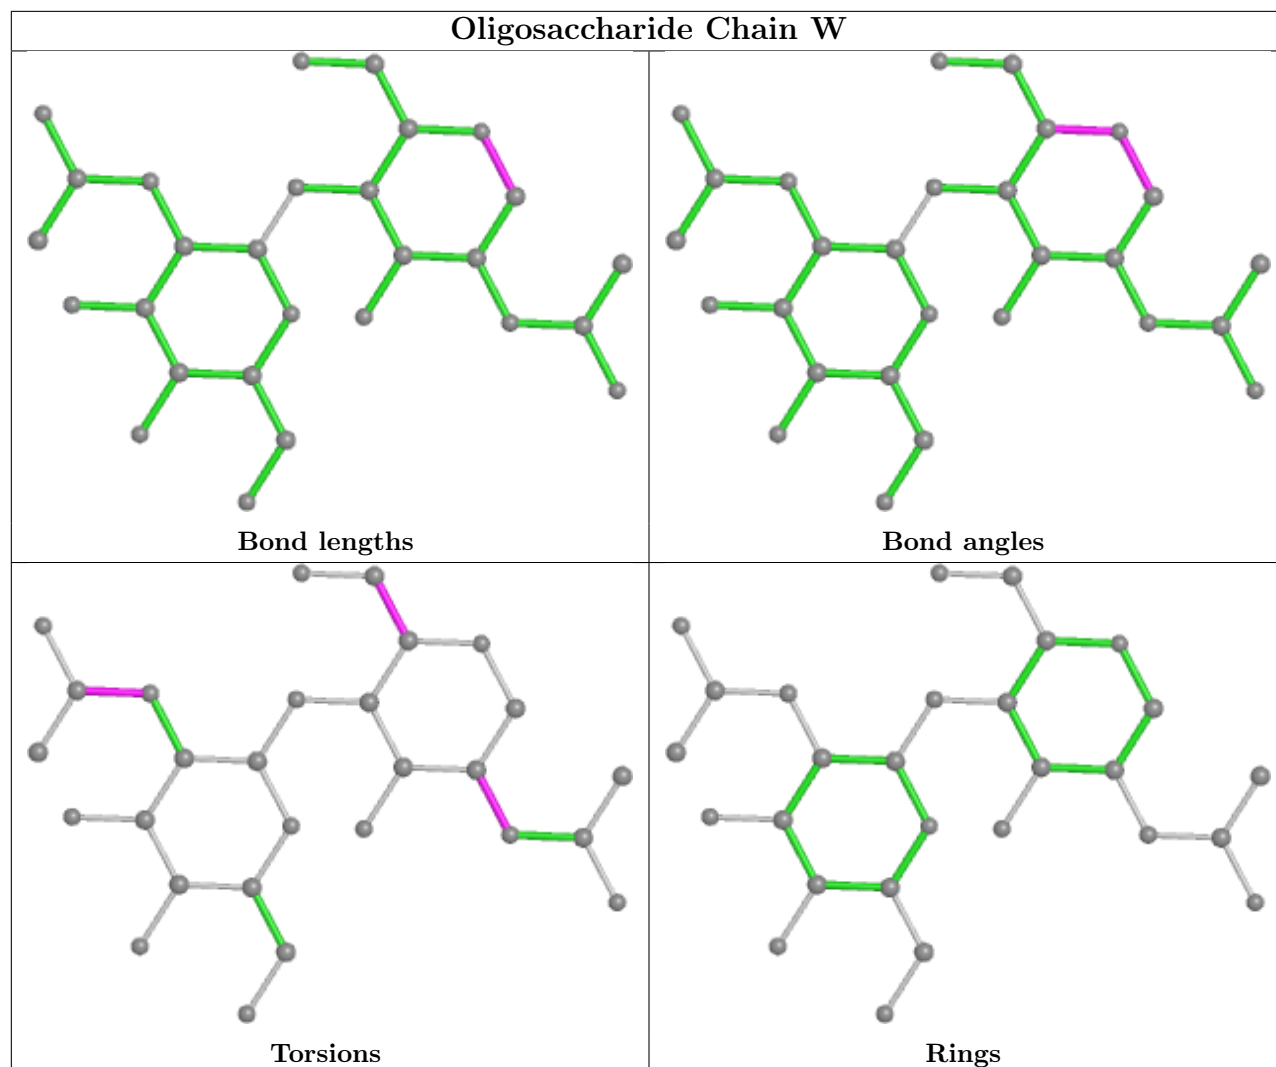 Oligosaccharide Chain W
Bond lengths
Bond angles
Torsions
Rings